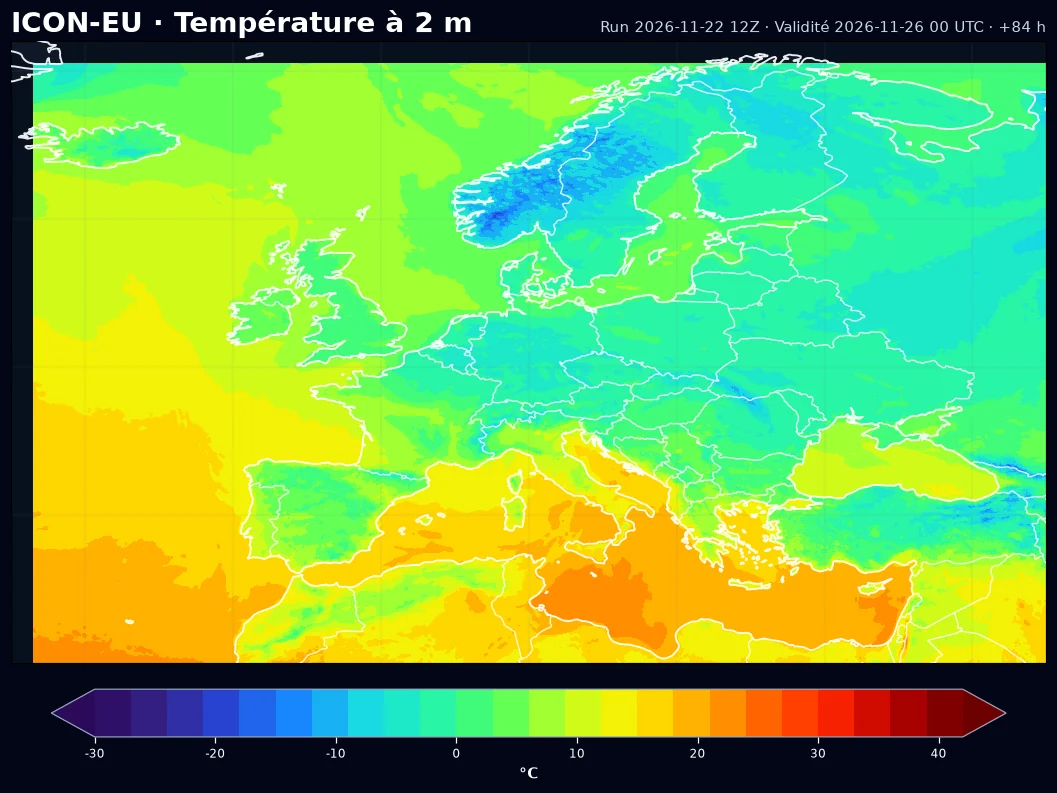 ICON-EU · Température à 2 m
Run 2026-11-22 12Z · Validité 2026-11-26 00 UTC · +84 h
-30 -20 -10 0 10 20 30 40
°C